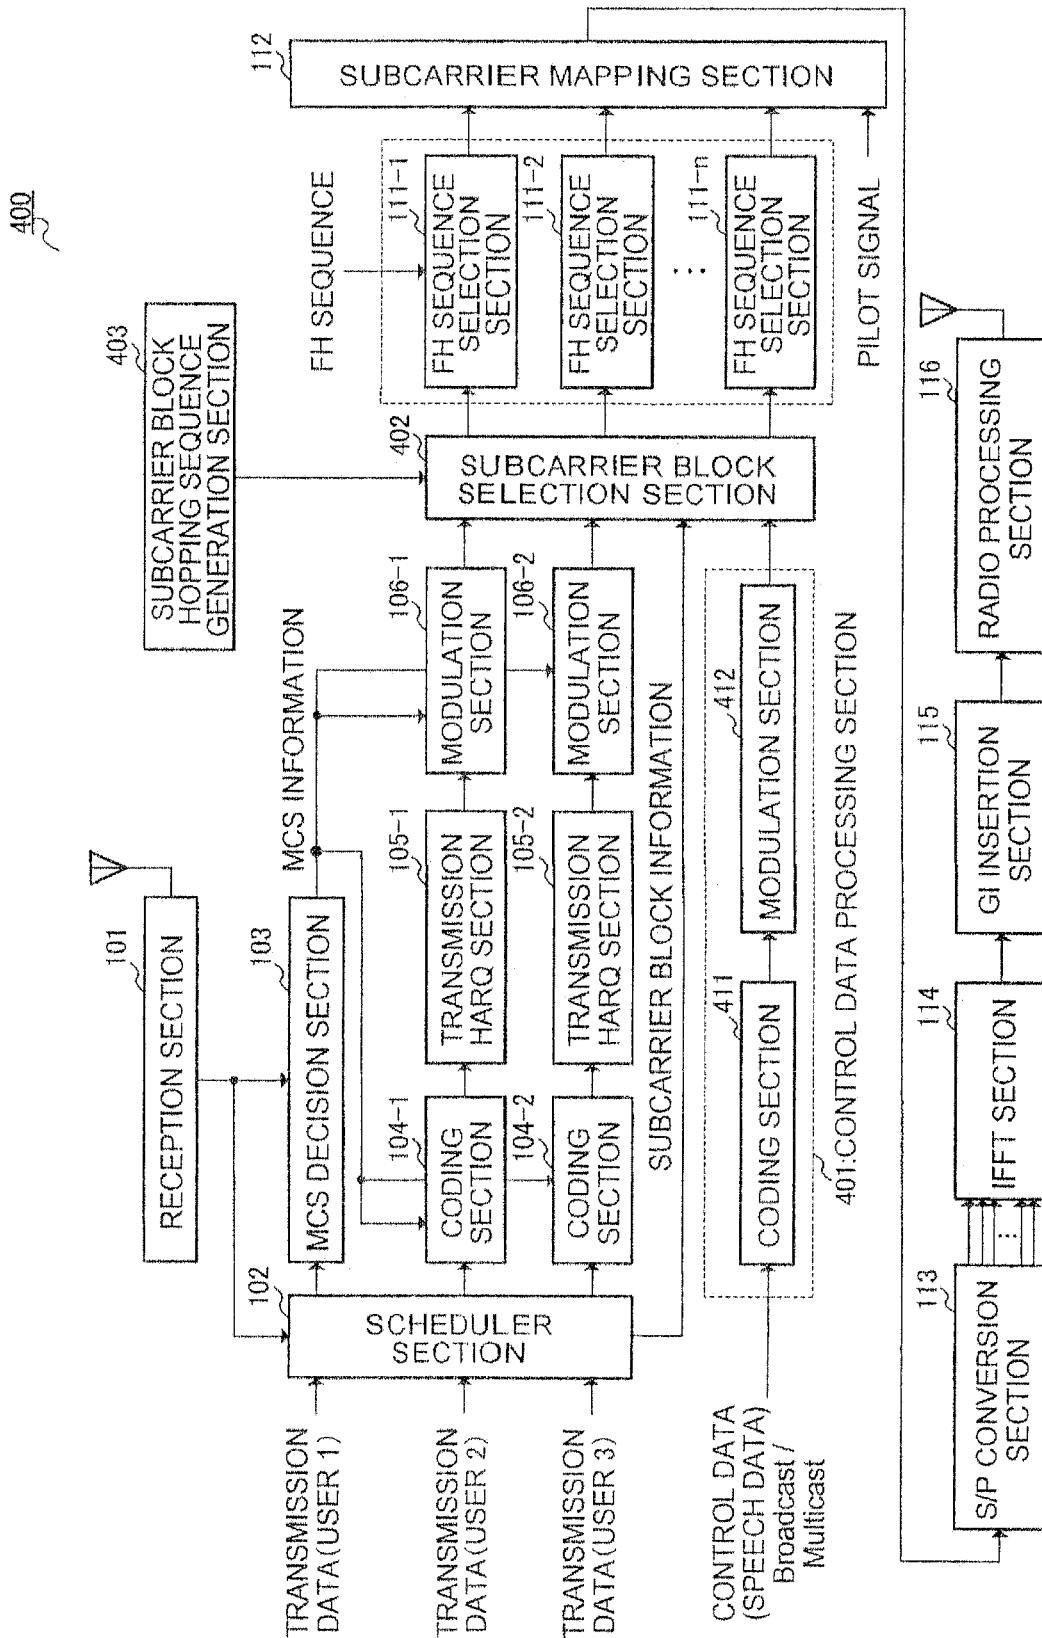 400
101
RECEPTION SECTION
103
MCS DECISION SECTION
MCS INFORMATION
403
SUBCARRIER BLOCK
HOPPING SEQUENCE
GENERATION SECTION
FH SEQUENCE
112
SUBCARRIER MAPPING SECTION
TRANSMISSION
DATA(USER 1)
TRANSMISSION
DATA(USER 2)
TRANSMISSION
DATA(USER 3)
102
SCHEDULER
SECTION
104-1
CODING
SECTION
105-1
TRANSMISSION
HARQ SECTION
106-1
MODULATION
SECTION
104-2
CODING
SECTION
105-2
TRANSMISSION
HARQ SECTION
106-2
MODULATION
SECTION
SUBCARRIER BLOCK INFORMATION
402
SUBCARRIER BLOCK
SELECTION SECTION
111-1
FH SEQUENCE
SELECTION
SECTION
111-2
FH SEQUENCE
SELECTION
SECTION
...
111-n
FH SEQUENCE
SELECTION
SECTION
PILOT SIGNAL
CONTROL DATA
(SPEECH DATA)
Broadcast /
Multicast
411
CODING SECTION
412
MODULATION SECTION
401:CONTROL DATA PROCESSING SECTION
113
S/P CONVERSION
SECTION
...
114
IFFT SECTION
115
GI INSERTION
SECTION
116
RADIO PROCESSING
SECTION